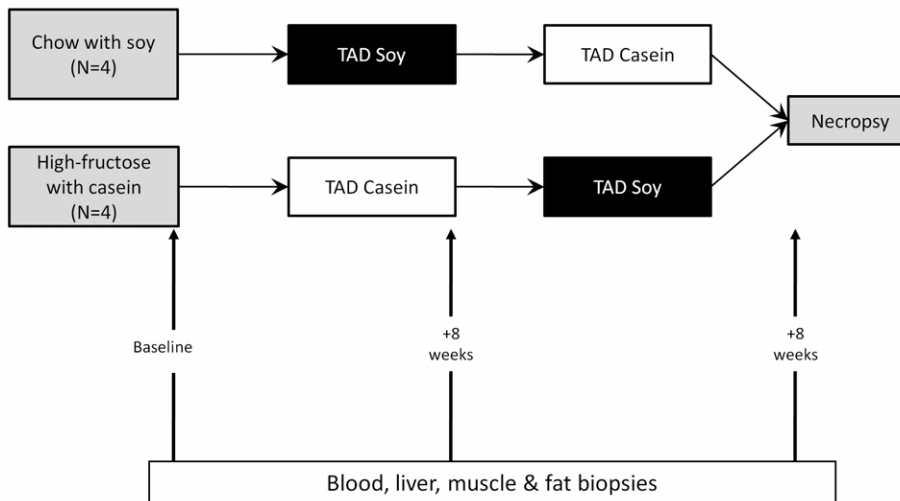 Chow with soy
(N=4)
TAD Soy
TAD Casein
Necropsy
High-fructose
with casein
(N=4)
TAD Casein
TAD Soy
Baseline
+8
weeks
+8
weeks
Blood, liver, muscle & fat biopsies